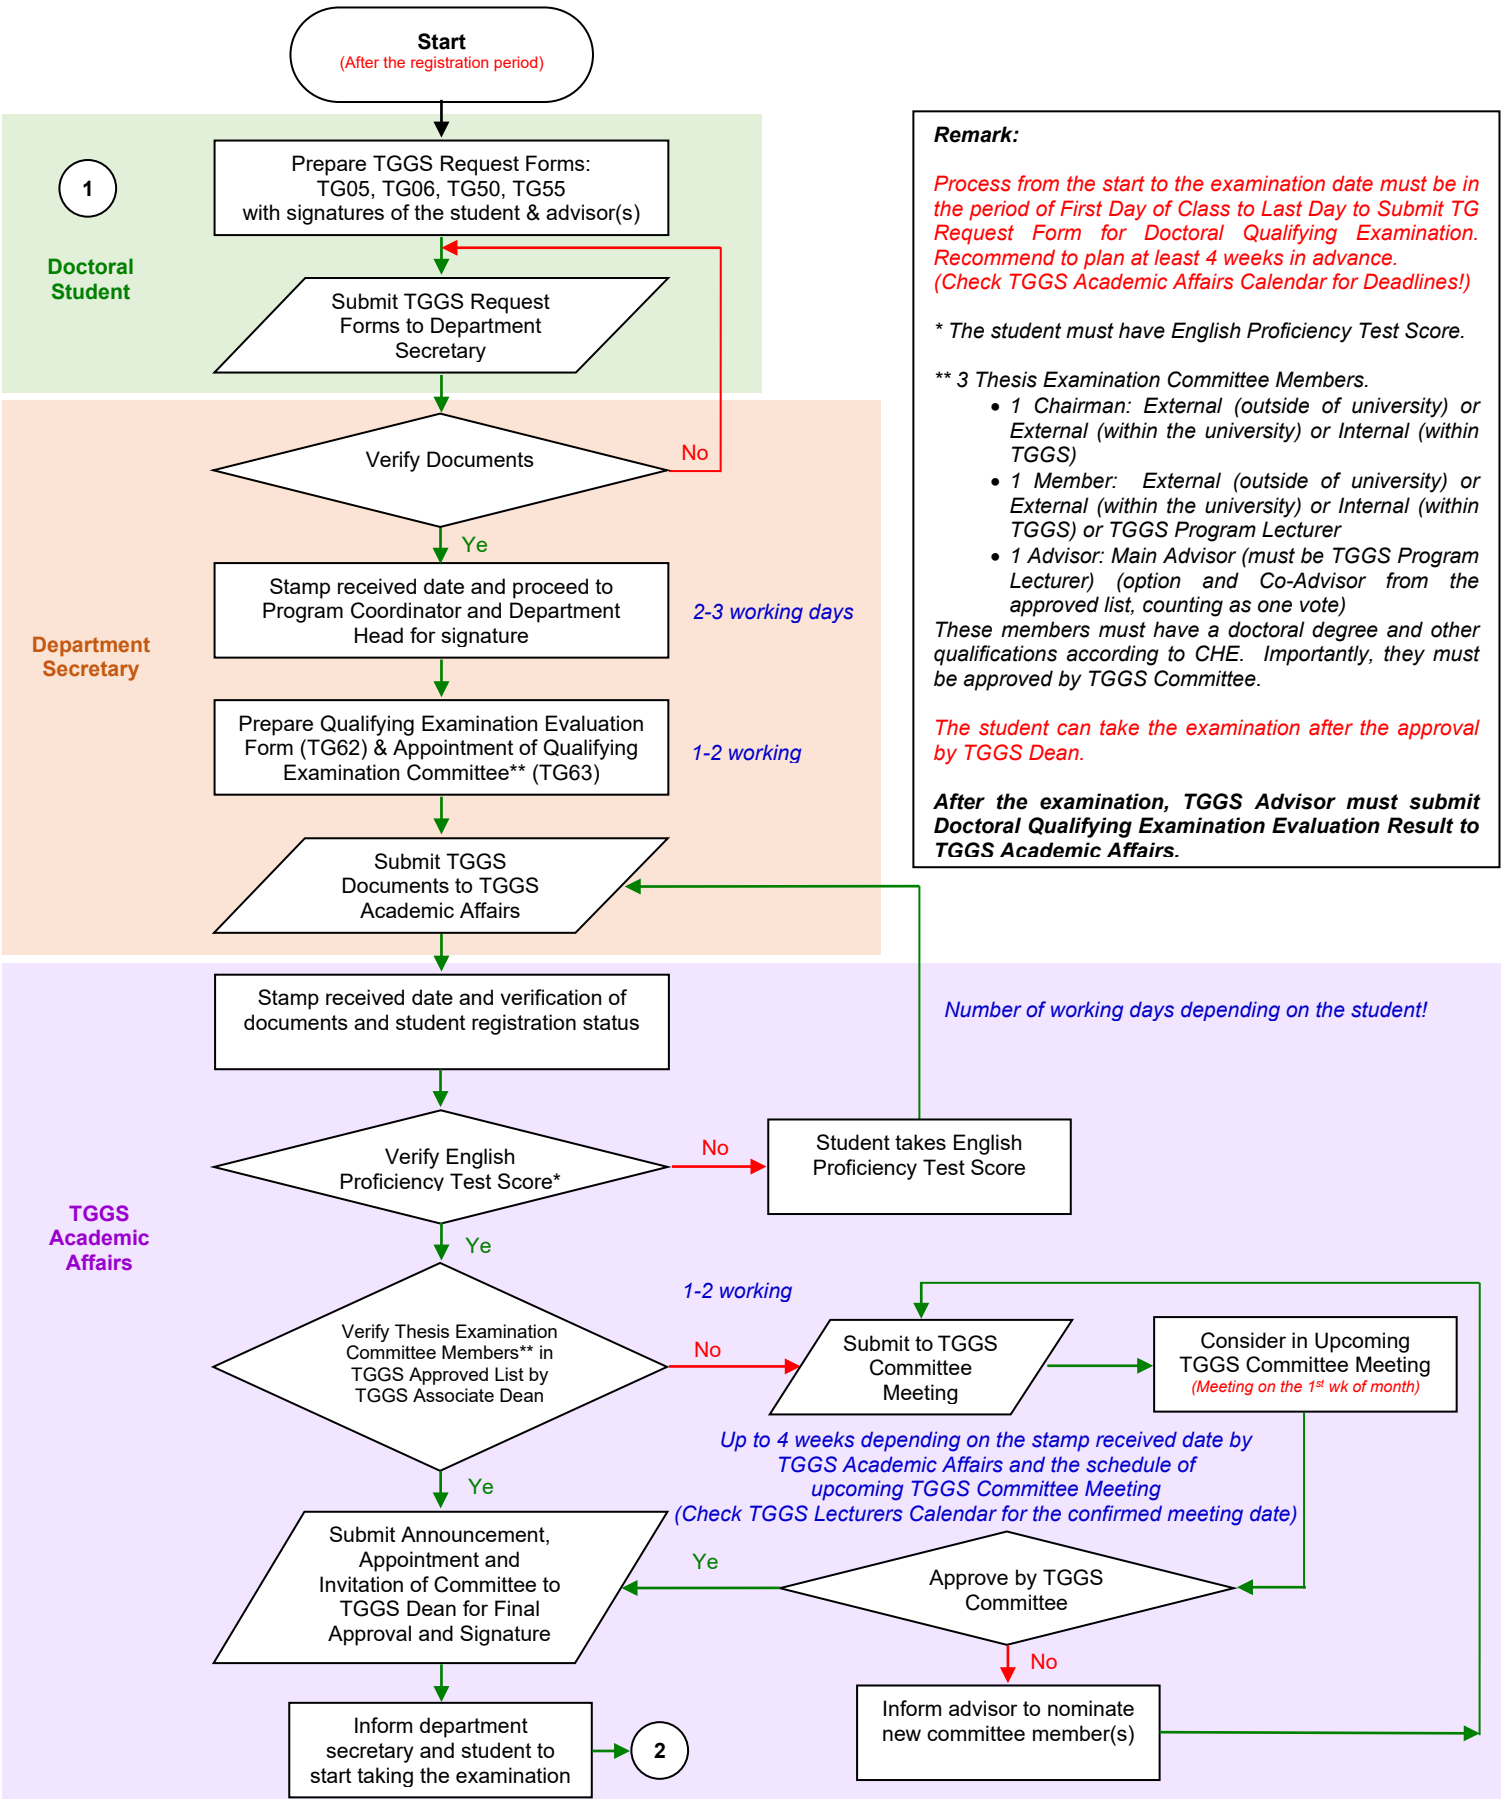 Start
(After the registration period)
1
Doctoral
Student
Prepare TGGS Request Forms:
TG05, TG06, TG50, TG55
with signatures of the student & advisor(s)
Submit TGGS Request
Forms to Department
Secretary
Remark:
Process from the start to the examination date must be in
the period of First Day of Class to Last Day to Submit TG
Request Form for Doctoral Qualifying Examination.
Recommend to plan at least 4 weeks in advance.
(Check TGGS Academic Affairs Calendar for Deadlines!)
* The student must have English Proficiency Test Score.
** 3 Thesis Examination Committee Members.
• 1 Chairman: External (outside of university) or
External (within the university) or Internal (within
TGGS)
• 1 Member: External (outside of university) or
External (within the university) or Internal (within
TGGS) or TGGS Program Lecturer
• 1 Advisor: Main Advisor (must be TGGS Program
Lecturer) (option and Co-Advisor from the
approved list, counting as one vote)
These members must have a doctoral degree and other
qualifications according to CHE. Importantly, they must
be approved by TGGS Committee.
The student can take the examination after the approval
by TGGS Dean.
After the examination, TGGS Advisor must submit
Doctoral Qualifying Examination Evaluation Result to
TGGS Academic Affairs.
Department
Secretary
Verify Documents
No
Ye
Stamp received date and proceed to
Program Coordinator and Department
Head for signature
2-3 working days
Prepare Qualifying Examination Evaluation
Form (TG62) & Appointment of Qualifying
Examination Committee** (TG63)
1-2 working
Submit TGGS
Documents to TGGS
Academic Affairs
TGGS
Academic
Affairs
Stamp received date and verification of
documents and student registration status
Number of working days depending on the student!
Verify English
Proficiency Test Score*
No
Student takes English
Proficiency Test Score
Ye
1-2 working
Verify Thesis Examination
Committee Members** in
TGGS Approved List by
TGGS Associate Dean
No
Submit to TGGS
Committee
Meeting
Consider in Upcoming
TGGS Committee Meeting
(Meeting on the 1st wk of month)
Up to 4 weeks depending on the stamp received date by
TGGS Academic Affairs and the schedule of
upcoming TGGS Committee Meeting
(Check TGGS Lecturers Calendar for the confirmed meeting date)
Ye
Submit Announcement,
Appointment and
Invitation of Committee to
TGGS Dean for Final
Approval and Signature
Ye
Approve by TGGS
Committee
No
Inform advisor to nominate
new committee member(s)
Inform department
secretary and student to
start taking the examination
2